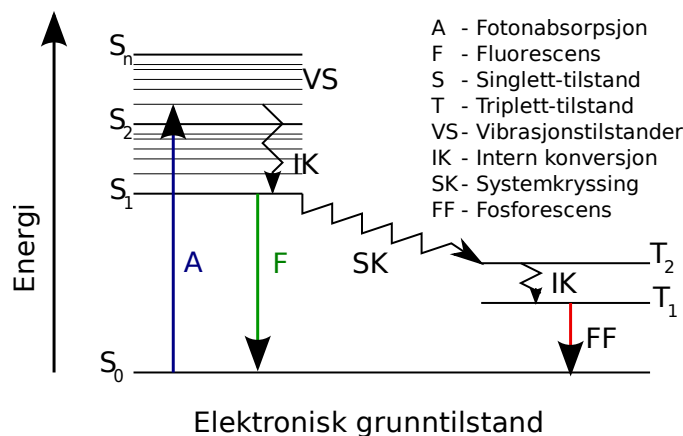 Energi
Sn
S2
S1
S0
VS
IK
A
F
SK
T2
IK
T1
FF
A - Fotonabsorpsjon
F - Fluorescens
S - Singlett-tilstand
T - Triplett-tilstand
VS - Vibrasjonstilstander
IK - Intern konversjon
SK - Systemkryssing
FF - Fosforescens
Elektronisk grunntilstand